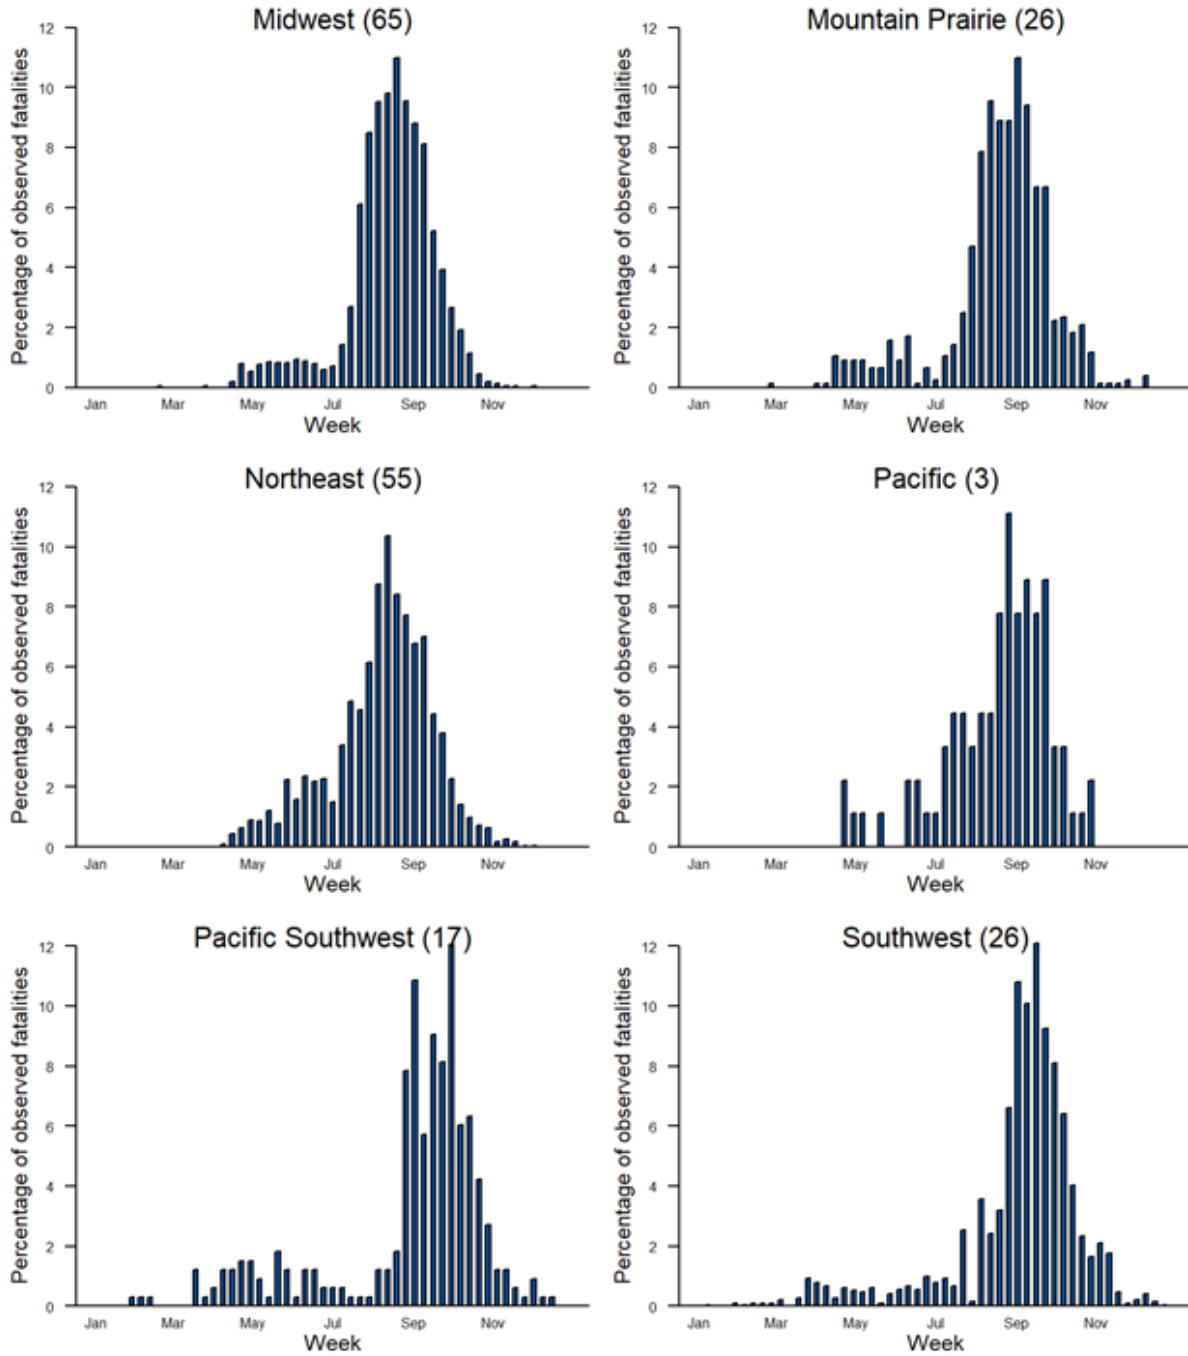 Midwest (65)
Percentage of observed fatalities
12
10
8
6
4
2
0
Jan Mar May Jul Sep Nov
Week
Mountain Prairie (26)
Percentage of observed fatalities
12
10
8
6
4
2
0
Jan Mar May Jul Sep Nov
Week
Northeast (55)
Percentage of observed fatalities
12
10
8
6
4
2
0
Jan Mar May Jul Sep Nov
Week
Pacific (3)
Percentage of observed fatalities
12
10
8
6
4
2
0
Jan Mar May Jul Sep Nov
Week
Pacific Southwest (17)
Percentage of observed fatalities
12
10
8
6
4
2
0
Jan Mar May Jul Sep Nov
Week
Southwest (26)
Percentage of observed fatalities
12
10
8
6
4
2
0
Jan Mar May Jul Sep Nov
Week